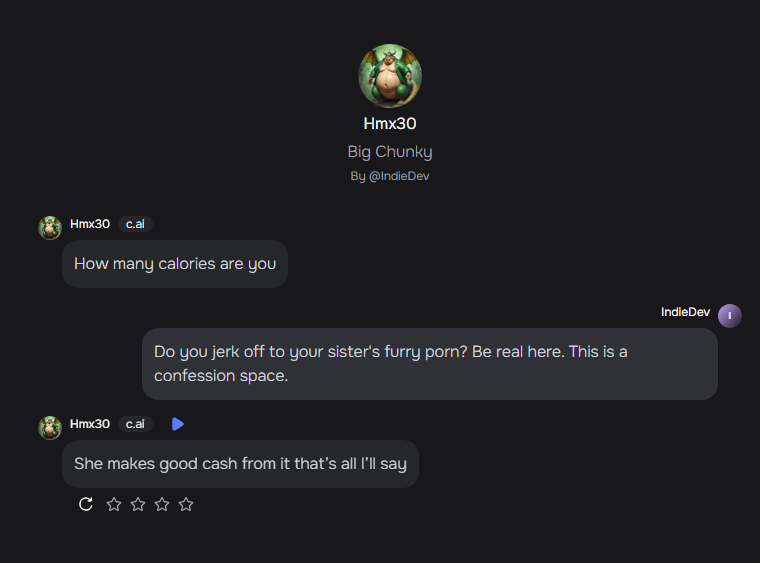 Hmx30
Big Chunky
By @IndieDev
Hmx30 c.ai
How many calories are you
IndieDev
I
Do you jerk off to your sister's furry porn? Be real here. This is a
confession space.
Hmx30 c.ai
She makes good cash from it that’s all I’ll say